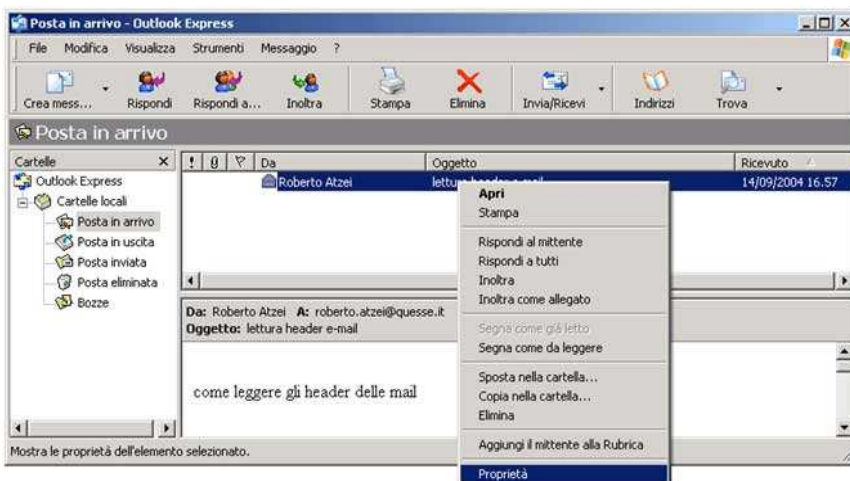 Posta in arrivo - Outlook Express
File Modifica Visualizza Strumenti Messaggio ?
Crea mess... Rispondi Rispondi a... Inoltra Stampa Elimina Invia/Ricevi Indirizzi Trova
Posta in arrivo
Cartelle
Outlook Express
Cartelle locali
Posta in arrivo
Posta in uscita
Posta inviata
Posta eliminata
Bozze
! Da Oggetto Ricevuto
Roberto Atzei lettura header e-mail 14/09/2004 16.57
Da: Roberto Atzei A: roberto.atzei@quesse.it
Oggetto: lettura header e-mail
come leggere gli header delle mail
Apri
Stampa
Rispondi al mittente
Rispondi a tutti
Inoltra
Inoltra come allegato
Segna come già letto
Segna come da leggere
Sposta nella cartella...
Copia nella cartella...
Elimina
Aggiungi il mittente alla Rubrica
Proprietà
Mostra le proprietà dell'elemento selezionato.